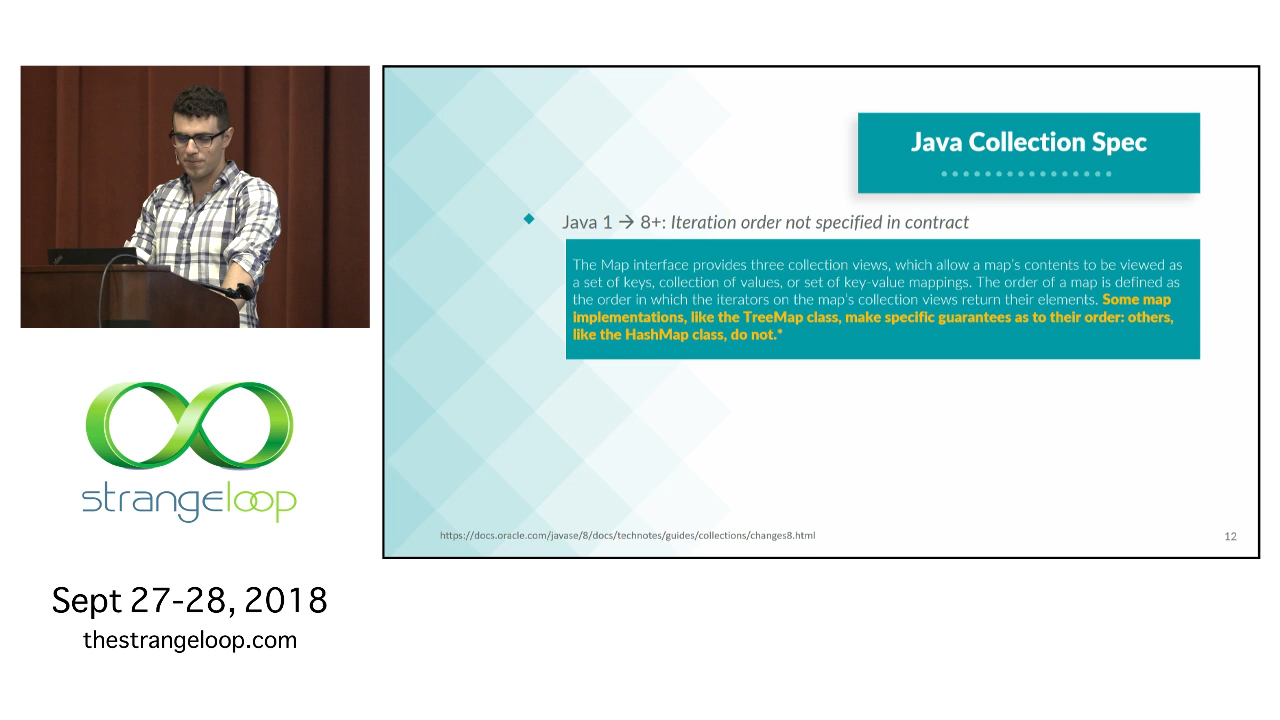 Java Collection Spec
Java 1 → 8+: Iteration order not specified in contract
The Map interface provides three collection views, which allow a map's contents to be viewed as
a set of keys, collection of values, or set of key-value mappings. The order of a map is defined as
the order in which the iterators on the map's collection views return their elements. Some map
implementations, like the TreeMap class, make specific guarantees as to their order: others,
like the HashMap class, do not.*
https://docs.oracle.com/javase/8/docs/technotes/guides/collections/changes8.html
12
strangeloop
Sept 27-28, 2018
thestrangeloop.com